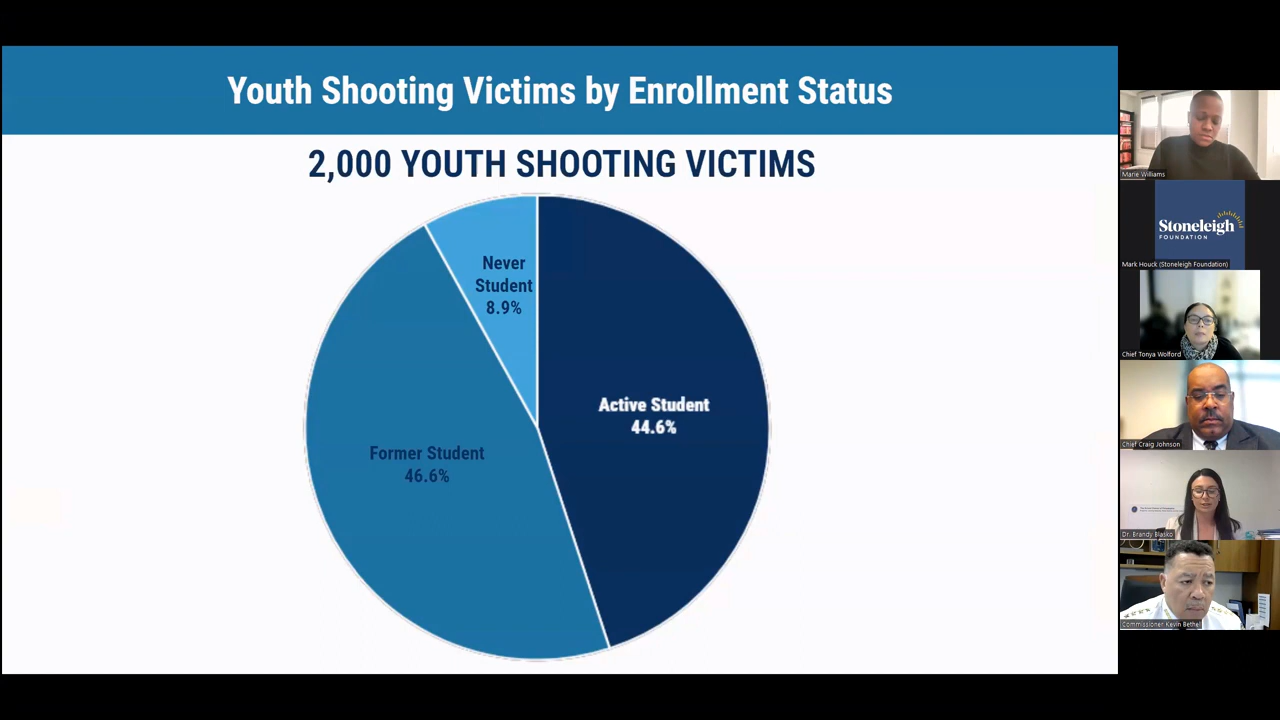 Youth Shooting Victims by Enrollment Status
2,000 YOUTH SHOOTING VICTIMS
Never
Student
8.9%
Active Student
44.6%
Former Student
46.6%
Marie Williams
Stoneleigh
FOUNDATION
Mark Houck (Stoneleigh Foundation)
Chief Tonya Wolford
Chief Craig Johnson
Dr. Brandy Blasko
Commissioner Kevin Bethel